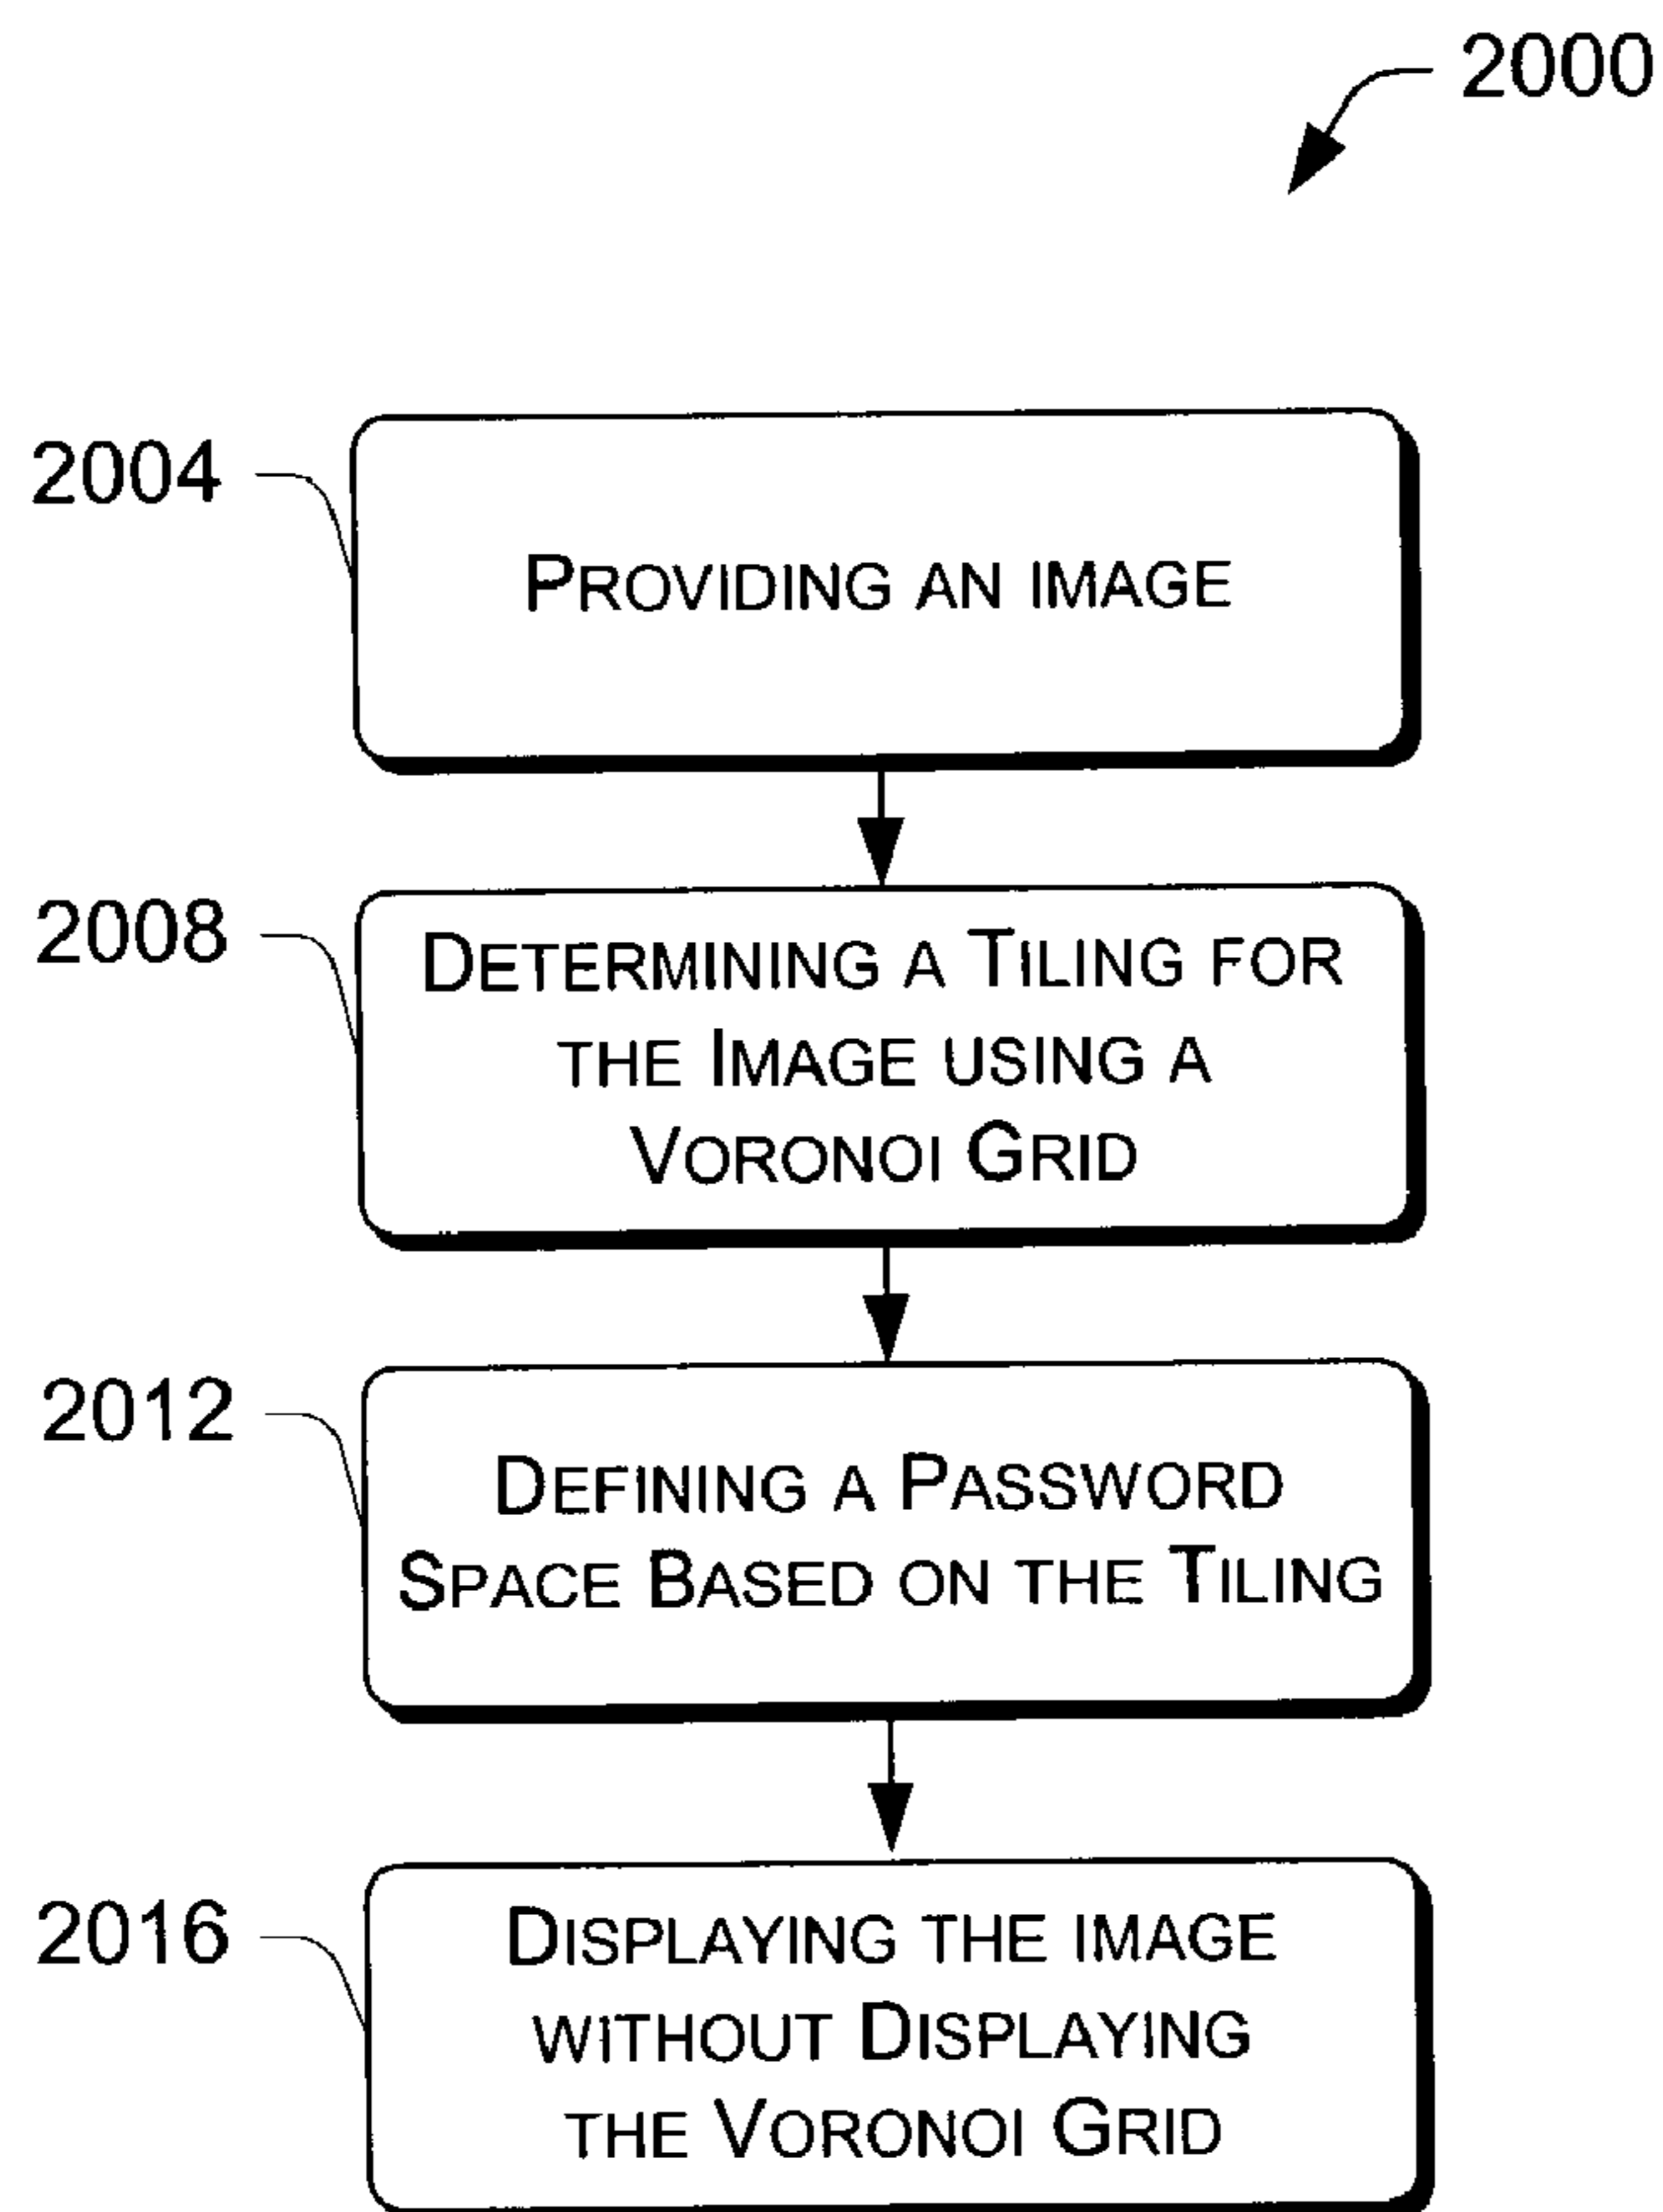 2000
2004
PROVIDING AN IMAGE
2008
DETERMINING A TILING FOR
THE IMAGE USING A
VORONOI GRID
2012
DEFINING A PASSWORD
SPACE BASED ON THE TILING
2016
DISPLAYING THE IMAGE
WITHOUT DISPLAYING
THE VORONOI GRID